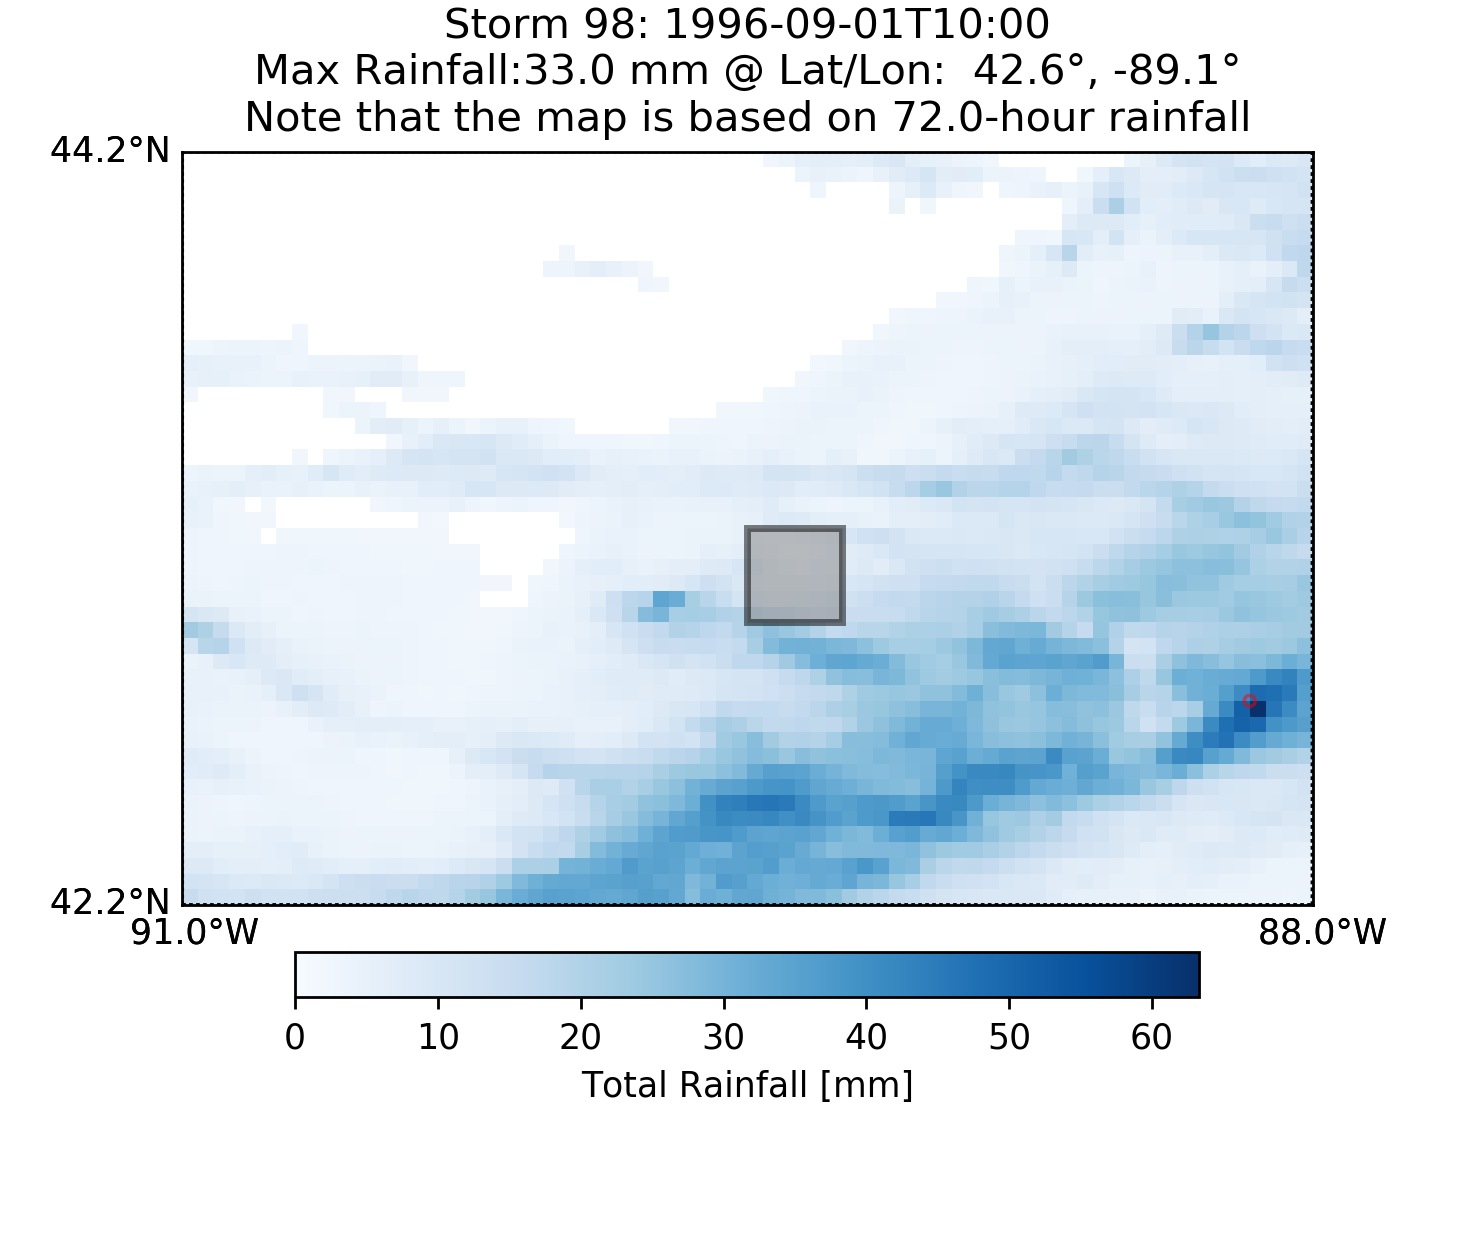 Storm 98: 1996-09-01T10:00
Max Rainfall:33.0 mm @ Lat/Lon:  42.6°, -89.1°
Note that the map is based on 72.0-hour rainfall
44.2°N
42.2°N
91.0°W 88.0°W
0 10 20 30 40 50 60
Total Rainfall [mm]